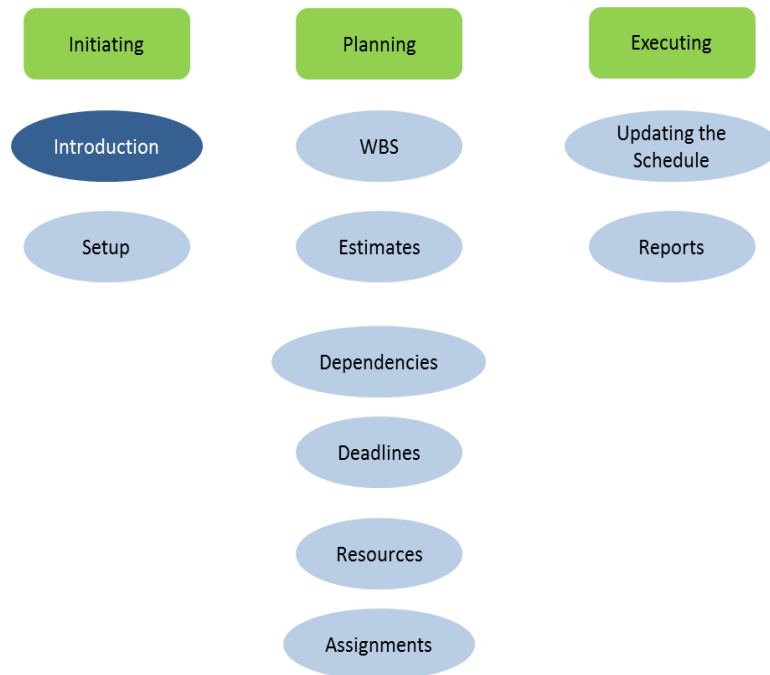 Initiating
Planning
Executing
Introduction
WBS
Updating the
Schedule
Setup
Estimates
Reports
Dependencies
Deadlines
Resources
Assignments